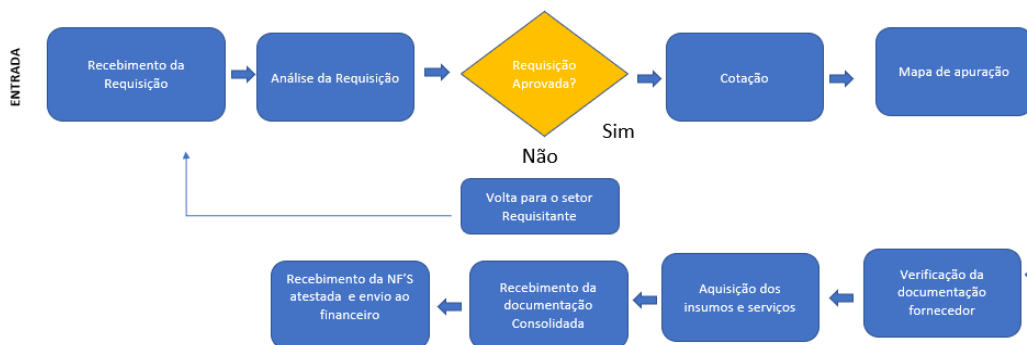 ENTRADA
Recebimento da
Requisição
Análise da Requisição
Requisição
Aprovada?
Cotação
Mapa de apuração
Sim
Não
Volta para o setor
Requisitante
Recebimento da NF'S
atestada e envio ao
financeiro
Recebimento da
documentação
Consolidada
Aquisição dos
insumos e serviços
Verificação da
documentação
fornecedor